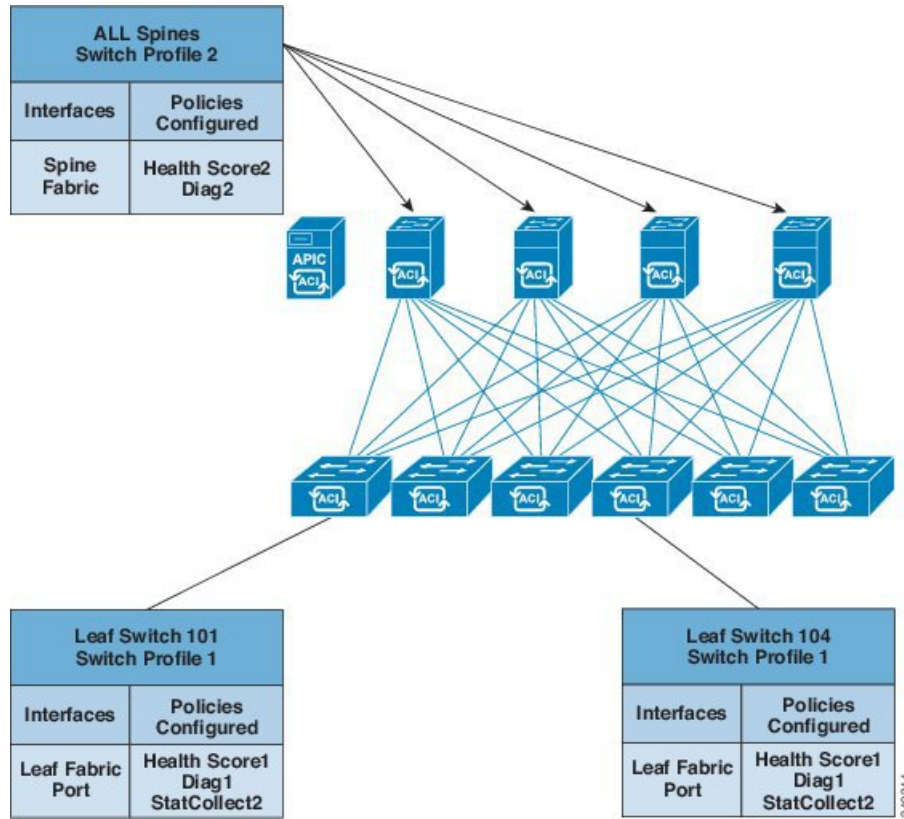 ALL Spines
Switch Profile 2
Interfaces
Policies
Configured
Spine
Fabric
Health Score2
Diag2
APIC
ACI
ACI
ACI
ACI
ACI
ACI
ACI
ACI
ACI
ACI
ACI
Leaf Switch 101
Switch Profile 1
Interfaces
Policies
Configured
Leaf Fabric
Port
Health Score1
Diag1
StatCollect2
Leaf Switch 104
Switch Profile 1
Interfaces
Policies
Configured
Leaf Fabric
Port
Health Score1
Diag1
StatCollect2